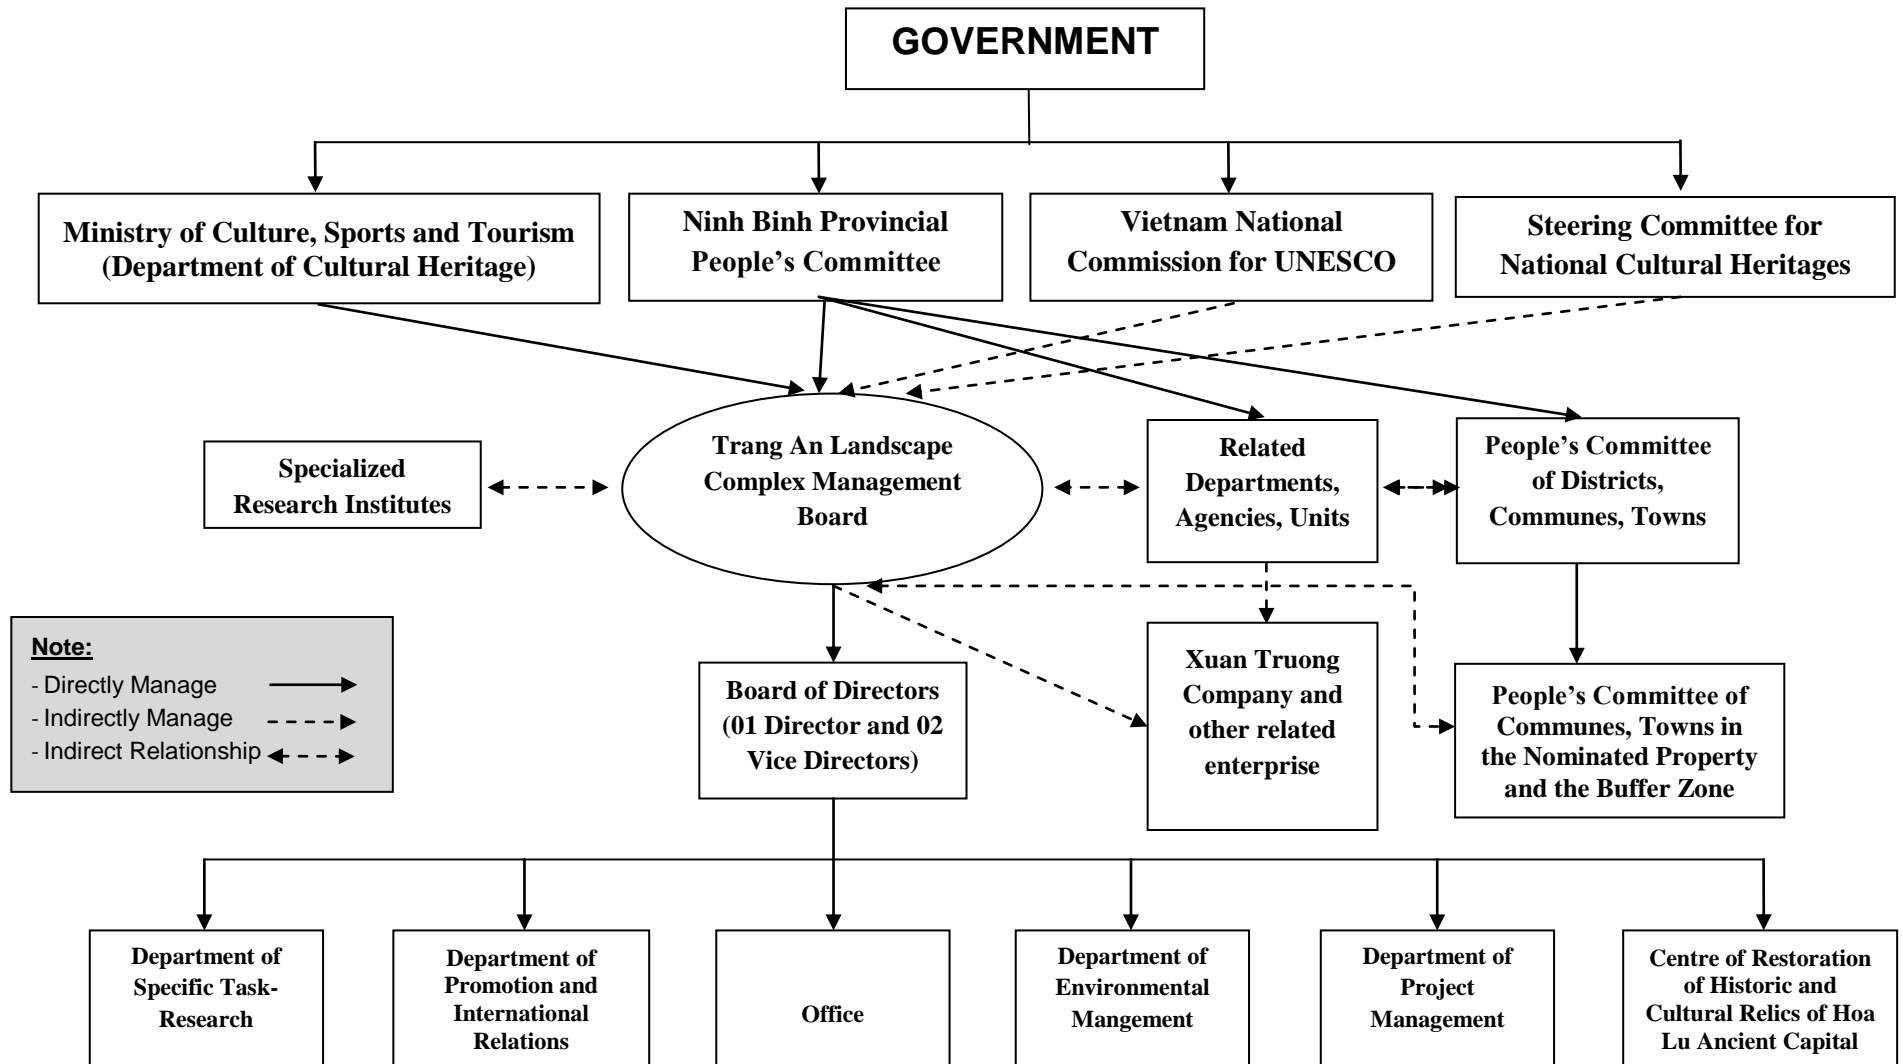 GOVERNMENT
Ministry of Culture, Sports and Tourism
(Department of Cultural Heritage)
Ninh Binh Provincial
People's Committee
Vietnam National
Commission for UNESCO
Steering Committee for
National Cultural Heritages
Specialized
Research Institutes
Trang An Landscape
Complex Management
Board
Related
Departments,
Agencies, Units
People's Committee
of Districts,
Communes, Towns
Note:
- Directly Manage
- Indirectly Manage
- Indirect Relationship
Board of Directors
(01 Director and 02
Vice Directors)
Xuan Truong
Company and
other related
enterprise
People's Committee of
Communes, Towns in
the Nominated Property
and the Buffer Zone
Department of
Specific Task-
Research
Department of
Promotion and
International
Relations
Office
Department of
Environmental
Mangement
Department of
Project
Management
Centre of Restoration
of Historic and
Cultural Relics of Hoa
Lu Ancient Capital